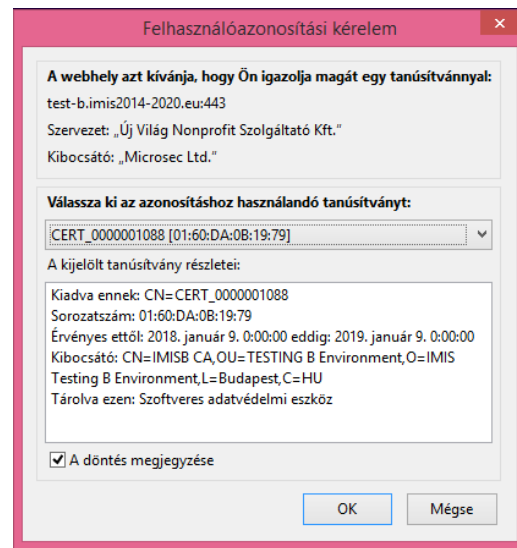 Felhasználóazonosítási kérelem
A webhely azt kívánja, hogy Ön igazolja magát egy tanúsítvánnyal:
test-b.imis2014-2020.eu:443
Szervezet: „Új Világ Nonprofit Szolgáltató Kft.”
Kibocsátó: „Microsec Ltd.”
Válassza ki az azonosításhoz használandó tanúsítványt:
CERT_0000001088 [01:60:DA:0B:19:79]
A kijelölt tanúsítvány részletei:
Kiadva ennek: CN=CERT_0000001088
Sorozatszám: 01:60:DA:0B:19:79
Érvényes ettől: 2018. január 9. 0:00:00 eddig: 2019. január 9. 0:00:00
Kibocsátó: CN=IMISB CA,OU=TESTING B Environment,O=IMIS
Testing B Environment,L=Budapest,C=HU
Tárolva ezen: Szoftveres adatvédelmi eszköz
A döntés megjegyzése
OK Mégse